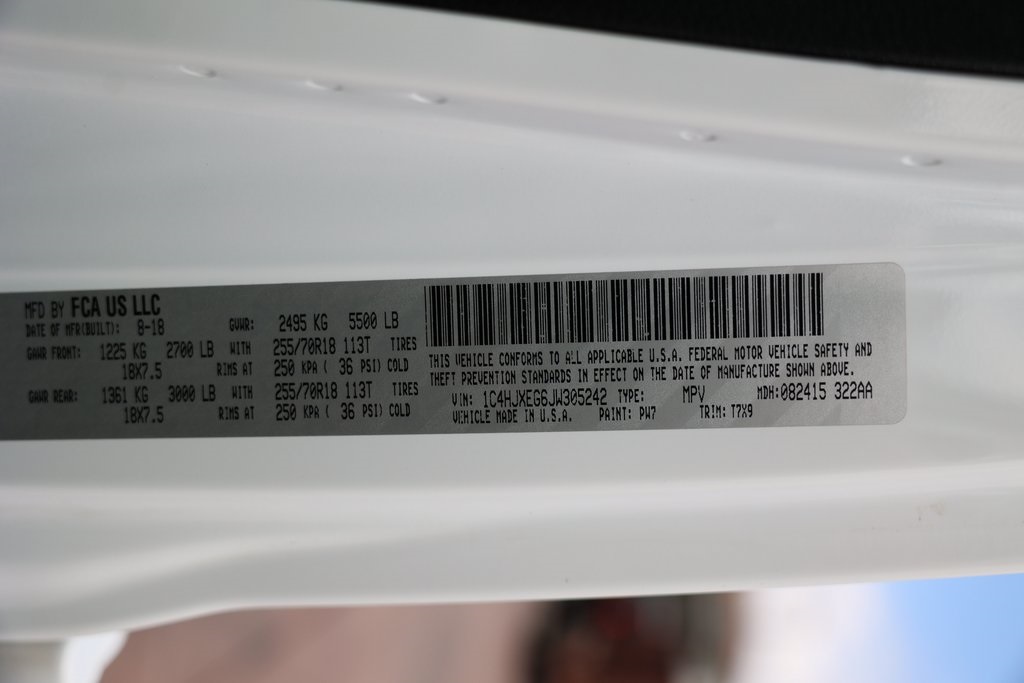 MFD BY FCA US LLC
DATE OF MFR(BUILT): 8-18 GVWR: 2495 KG 5500 LB
GAWR FRONT: 1225 KG 2700 LB WITH 255/70R18 113T TIRES
18X7.5 RIMS AT 250 KPA ( 36 PSI) COLD
GAWR REAR: 1361 KG 3000 LB WITH 255/70R18 113T TIRES
18X7.5 RIMS AT 250 KPA ( 36 PSI) COLD
THIS VEHICLE CONFORMS TO ALL APPLICABLE U.S.A. FEDERAL MOTOR VEHICLE SAFETY AND
THEFT PREVENTION STANDARDS IN EFFECT ON THE DATE OF MANUFACTURE SHOWN ABOVE.
VIN: 1C4HJXEG6JW305242 TYPE: MPV MDH:082415 322AA
VEHICLE MADE IN U.S.A. PAINT: PW7 TRIM: T7X9